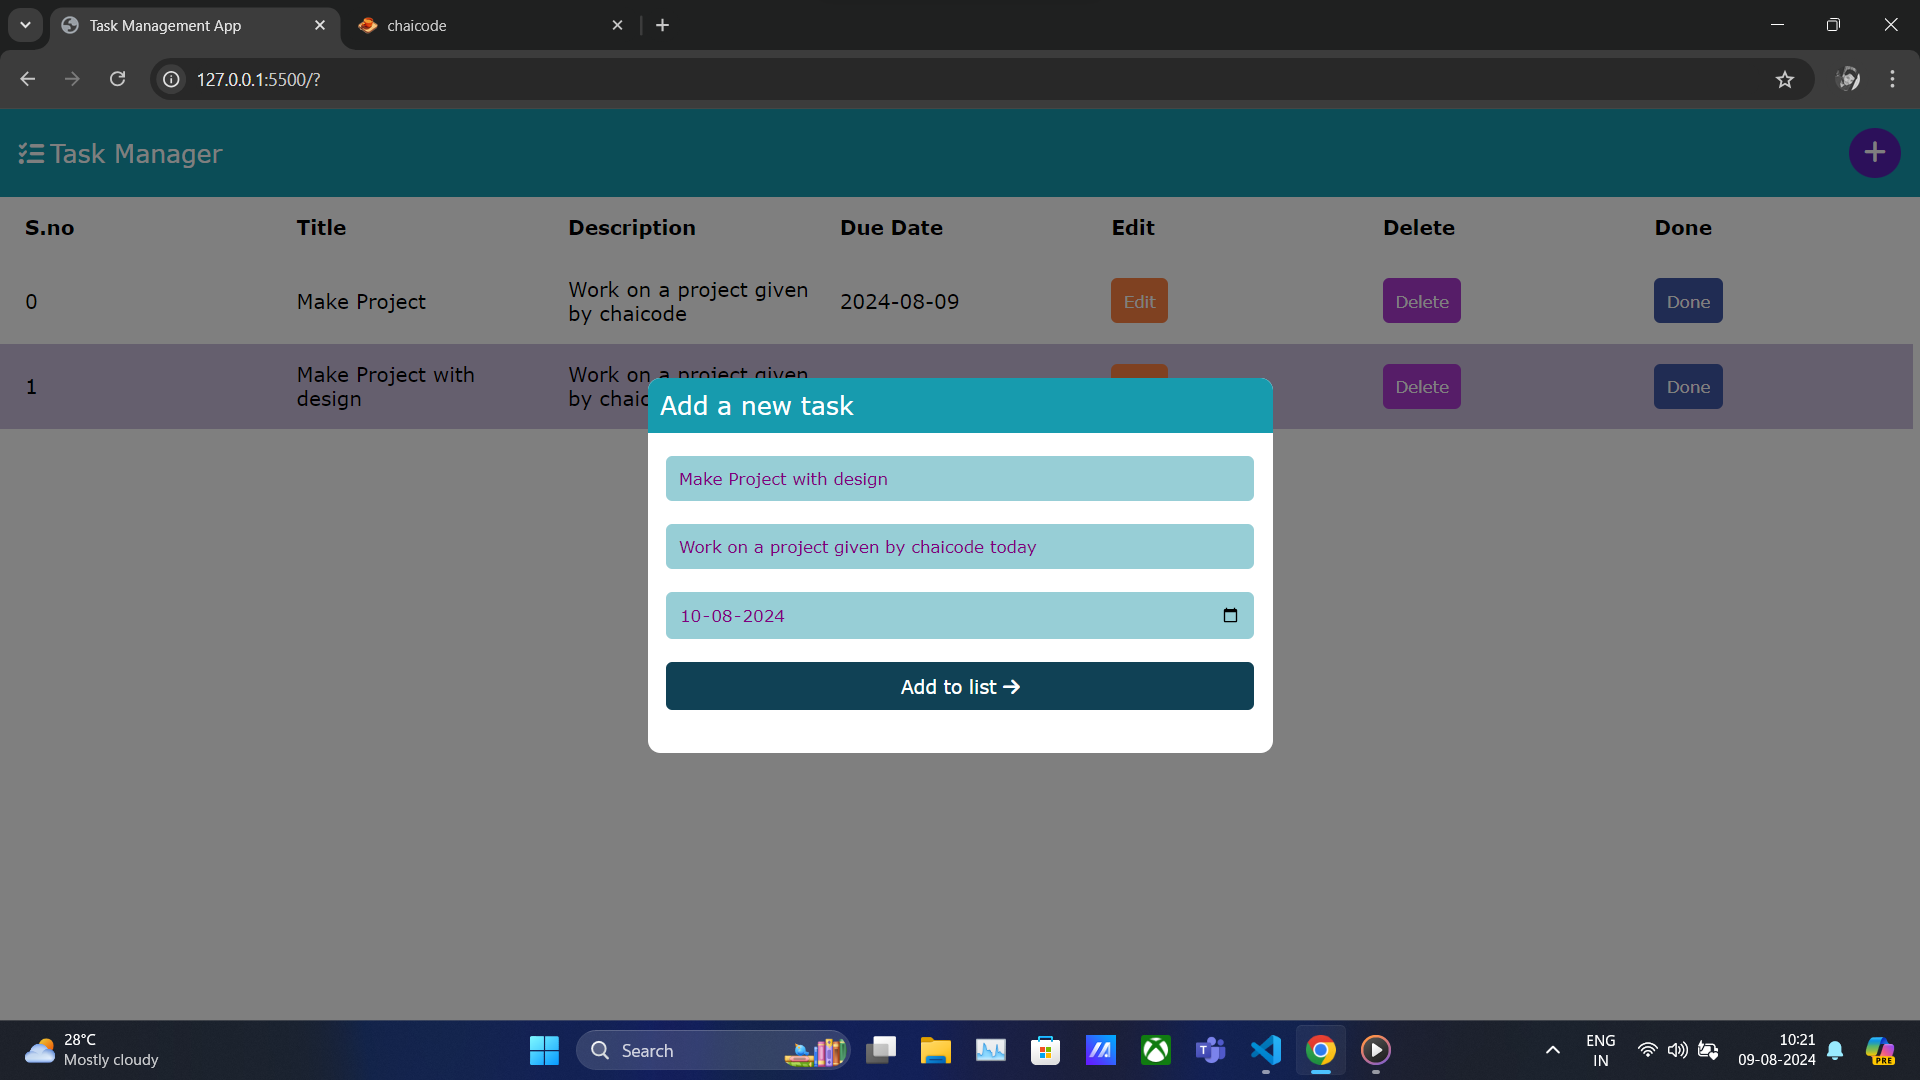 Task Management App
chaicode
127.0.0.1:5500/?
Task Manager
S.no Title Description Due Date Edit Delete Done
0 Make Project Work on a project given 2024-08-09 Edit Delete Done
by chaicode
1 Make Project with Work on a project given Delete Done
design by chaic
Add a new task
Make Project with design
Work on a project given by chaicode today
10-08-2024
Add to list
28°C
Mostly cloudy
Search
T
PRE
ENG
IN
10:21
09-08-2024